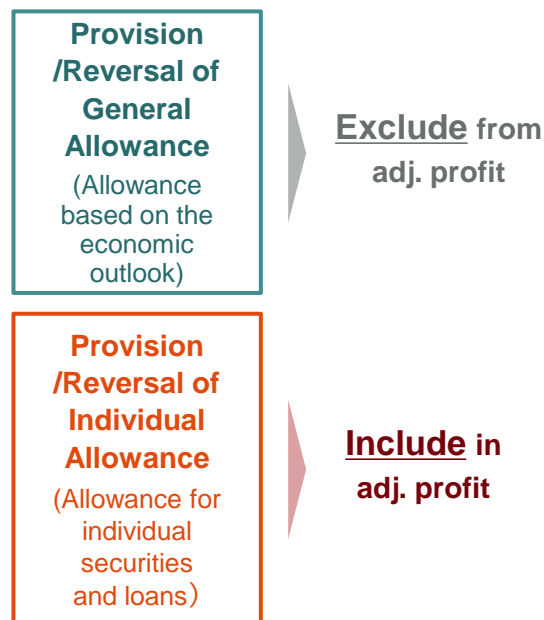 Provision
/Reversal of
General
Allowance
(Allowance
based on the
economic
outlook)
Exclude from
adj. profit
Provision
/Reversal of
Individual
Allowance
(Allowance for
individual
securities
and loans）
Include in
adj. profit